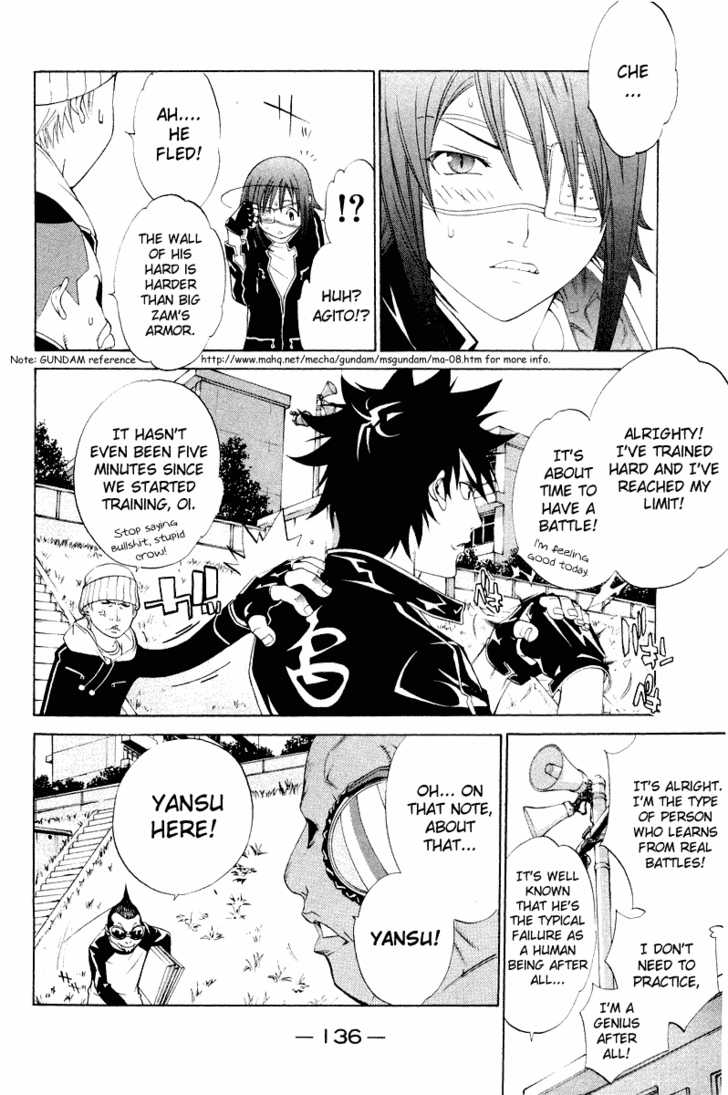 CHE
...
!?
HUH?
AGITO!?
AH....
HE
FLED!
THE WALL
OF HIS
HARD IS
HARDER
THAN BIG
ZAM'S
ARMOR.
Note: GUNDAM reference
http://www.mahq.net/mecha/gundam/msgundam/ma-08.htm for more info.
ALRIGHTY!
I'VE TRAINED
HARD AND I'VE
REACHED MY
LIMIT!
IT'S
ABOUT
TIME TO
HAVE A
BATTLE!
I'm feeling
Good today.
IT HASN'T
EVEN BEEN FIVE
MINUTES SINCE
WE STARTED
TRAINING, OI.
Stop saying
bullshit, stupid
crow!
IT'S ALRIGHT.
I'M THE TYPE
OF PERSON
WHO LEARNS
FROM REAL
BATTLES!
I DON'T
NEED TO
PRACTICE,
I'M A
GENIUS
AFTER
ALL!
IT'S WELL
KNOWN
THAT HE'S
THE TYPICAL
FAILURE AS
A HUMAN
BEING AFTER
ALL...
OH... ON
THAT NOTE,
ABOUT
THAT...
YANSU!
YANSU
HERE!
— 136 —